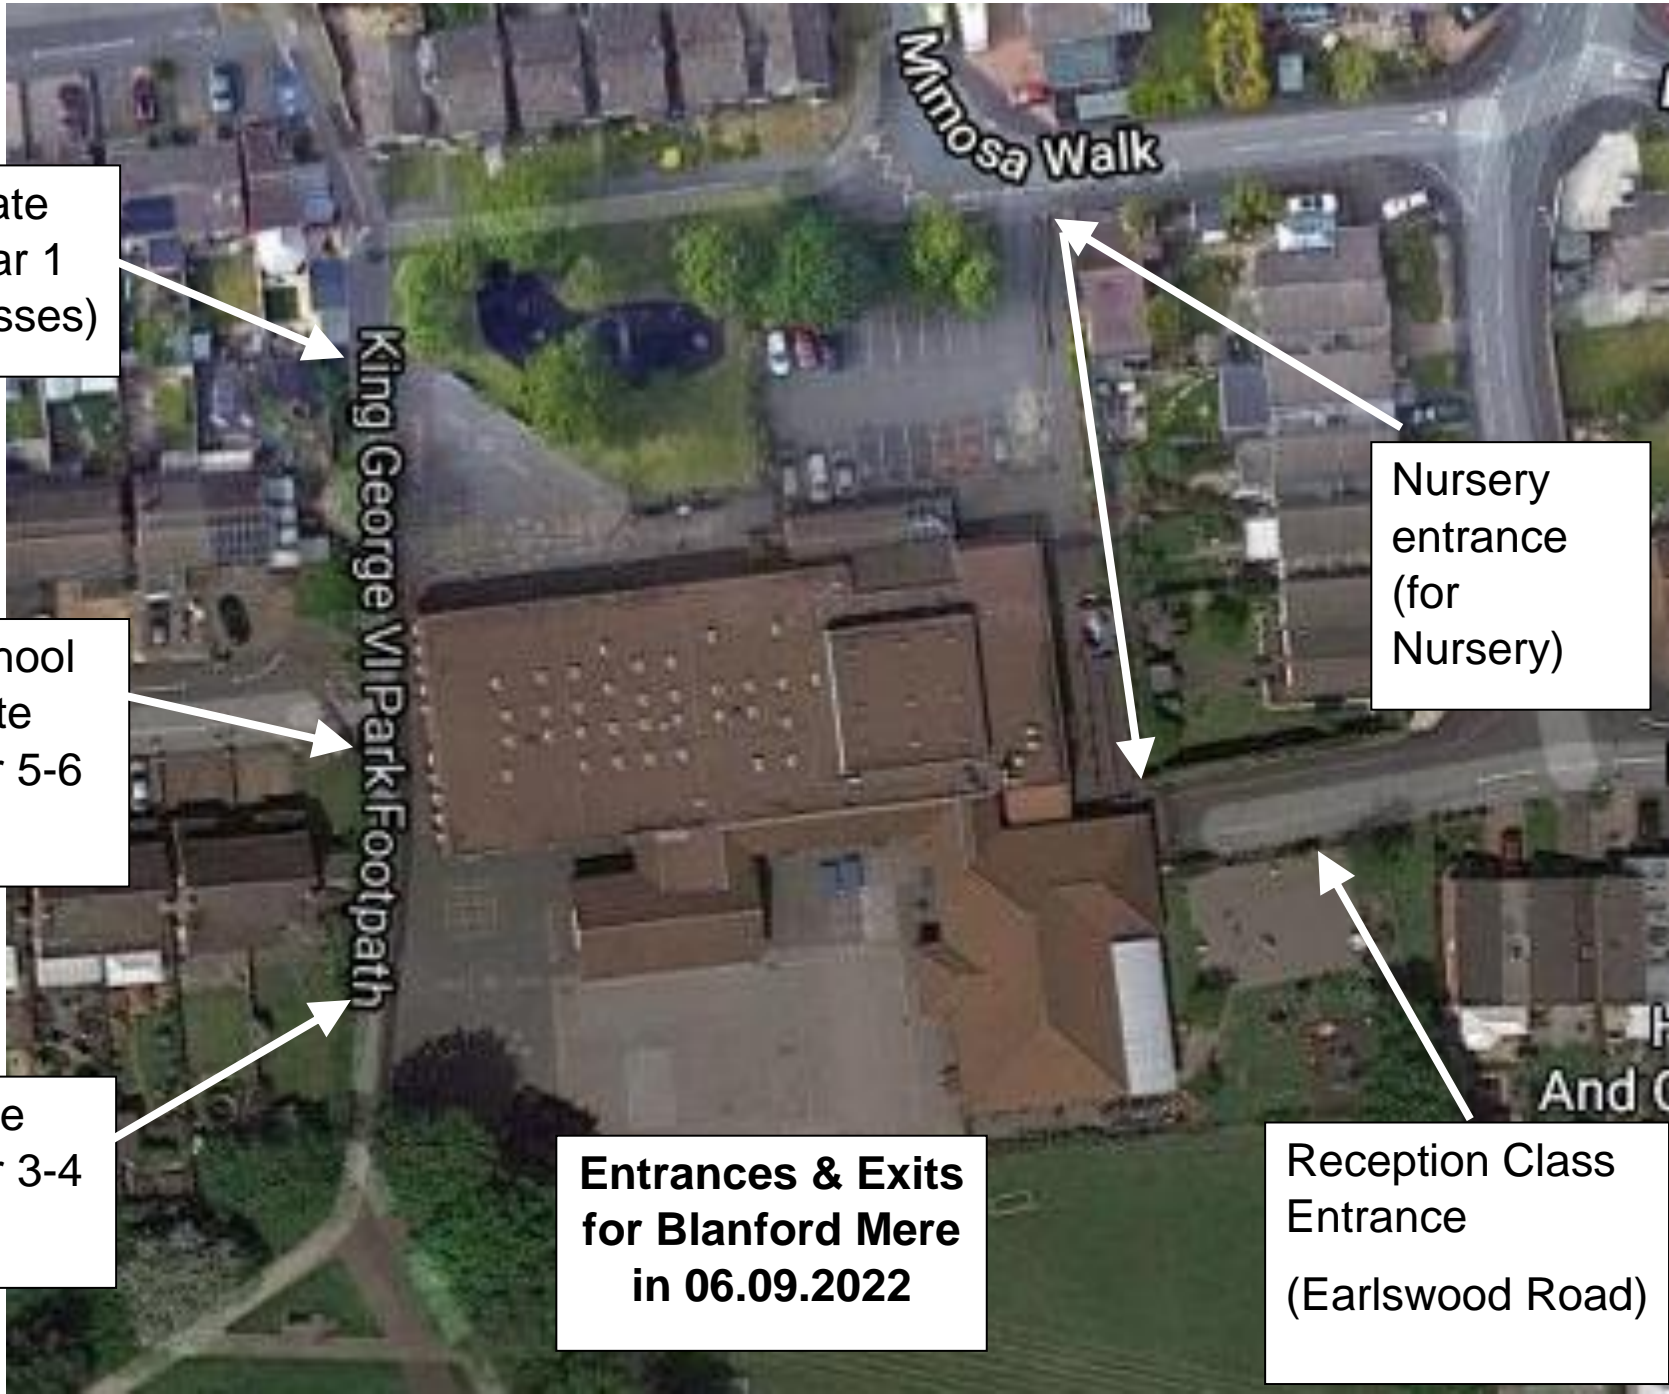 Mimosa Walk
ate
ar 1
sses)
King George VI Park Footpath
Nursery
entrance
(for
Nursery)
hool
te
r 5-6
e
r 3-4
Entrances & Exits
for Blanford Mere
in 06.09.2022
H
And C
Reception Class
Entrance
(Earlswood Road)